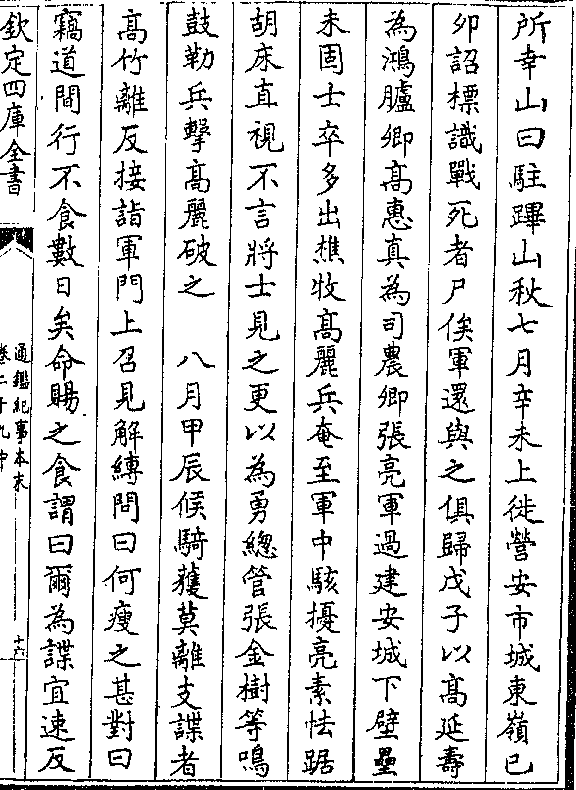 所幸山曰駐蹕山秋七月辛未上徙營安市城東嶺已
夘詔標識戰死者尸俟軍還與之俱歸戊子以髙延壽
為鴻臚卿髙惠真為司農卿張亮軍過建安城下壁壘
未固士卒多出樵牧髙麗兵奄至軍中駭擾亮素怯踞
胡床直視不言將士見之更以為勇總管張金樹等鳴
鼓勒兵擊髙麗破之　八月甲辰候騎獲莫離支諜者
髙竹離反接詣軍門上召見解縛問曰何瘦之甚對曰
竊道間行不食數日矣命賜之食謂曰爾為諜宜速反
欽定四庫全書
通鑑紀事本末
卷二十九中
十六